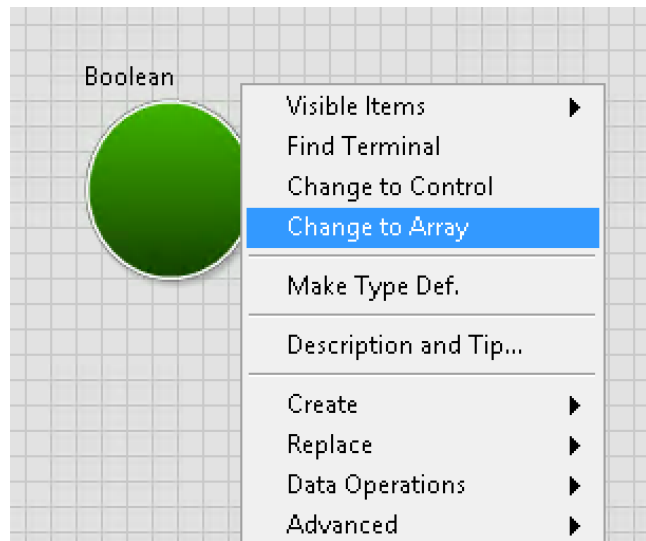 Boolean
Visible Items
Find Terminal
Change to Control
Change to Array
Make Type Def.
Description and Tip...
Create
Replace
Data Operations
Advanced